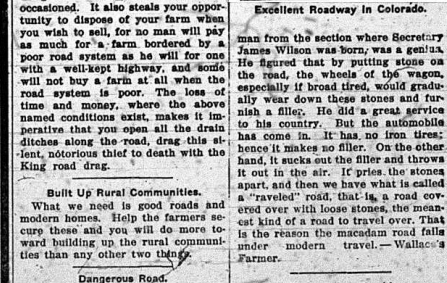 occasioned. It also steals your oppor-
tunity to dispose of your farm when
you wish to sell, for no man will pay
as much for a farm bordered by a
poor road system as he will for one
with a well-kept highway, and some
will not buy a farm at all when the
road system is poor. The loss of
time and money, where the above
named conditions exist, makes it im-
perative that you open all the drain
ditches along the road, drag this si-
lent, notorious thief to death with the
King road drag.
Built Up Rural Communities.
What we need is good roads and
modern homes. Help the farmers se-
cure these and you will do more to-
ward building up the rural communi-
ties than any other two things.
Dangerous Road.
Excellent Roadway in Colorado.
man from the section where Secretary
James Wilson was born, was a genius.
He figured that by putting stone on
the road, the wheels of the wagon,
especially if broad tired, would gradu-
ally wear down these stones and fur-
nish a filler. He did a great service
to his country. But the automobile
has come in. It has no iron tires;
hence it makes no filler. On the other
hand, it sucks out the filler and throws
it out in the air. It pries the stones
apart, and then we have what is called
a "raveled" road, that is, a road cov-
ered over with loose stones, the mean-
est kind of a road to travel over. That
is the reason the macadam road fails
under modern travel.—Wallace's
Farmer.